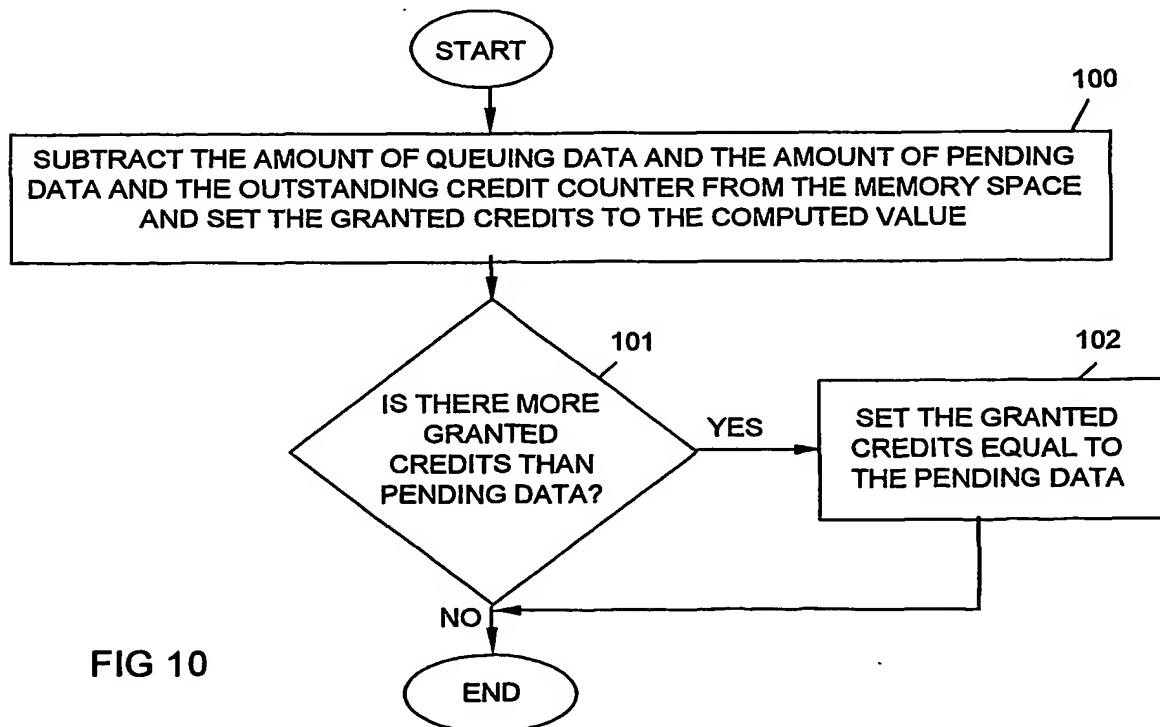 START
100
SUBTRACT THE AMOUNT OF QUEUING DATA AND THE AMOUNT OF PENDING
DATA AND THE OUTSTANDING CREDIT COUNTER FROM THE MEMORY SPACE
AND SET THE GRANTED CREDITS TO THE COMPUTED VALUE
101
IS THERE MORE
GRANTED
CREDITS THAN
PENDING DATA?
YES
102
SET THE GRANTED
CREDITS EQUAL TO
THE PENDING DATA
NO
FIG 10
END